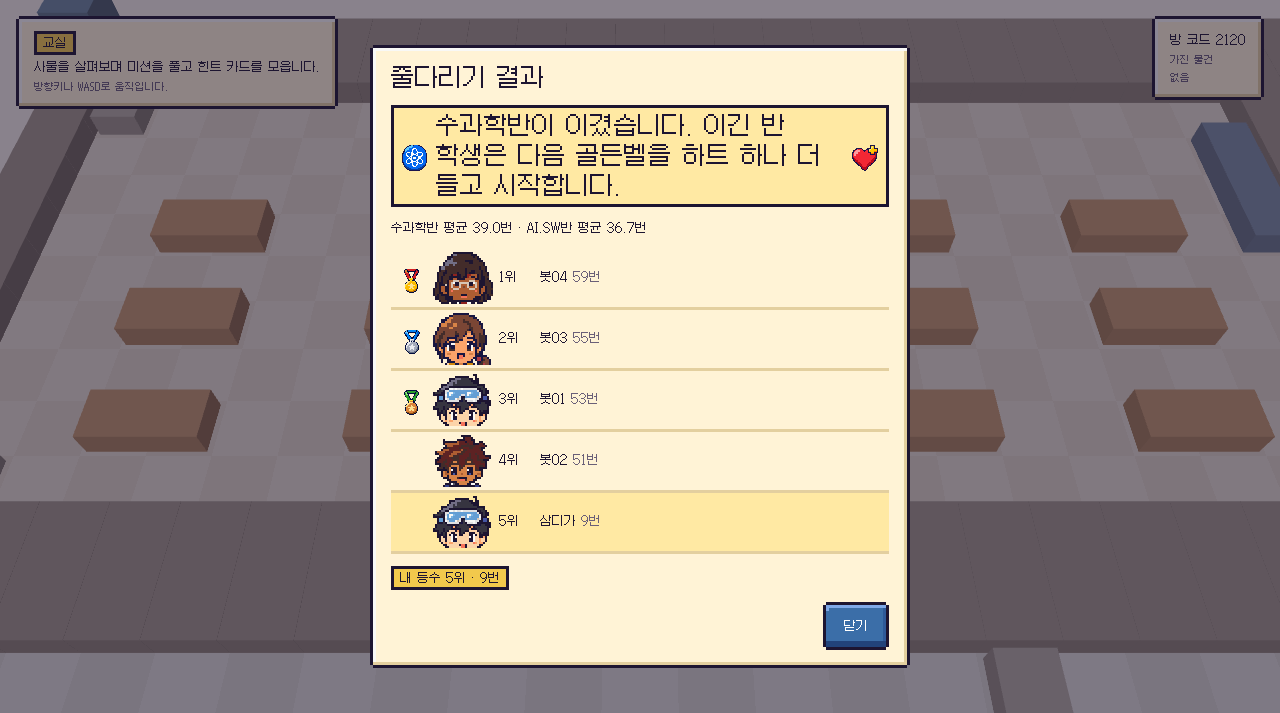 교실
사물을 살펴보며 미션을 풀고 힌트 카드를 모읍니다.
방향키나 WASD로 움직입니다.
방 코드 2120
가진 물건
없음
줄다리기 결과
수과학반이 이겼습니다. 이긴 반
학생은 다음 골든벨을 하트 하나 더
들고 시작합니다.
수과학반 평균 39.0번 · AI.SW반 평균 36.7번
1위 봇04 59번
2위 봇03 55번
3위 봇01 53번
4위 봇02 51번
5위 삼디가 9번
내 등수 5위 · 9번
닫기